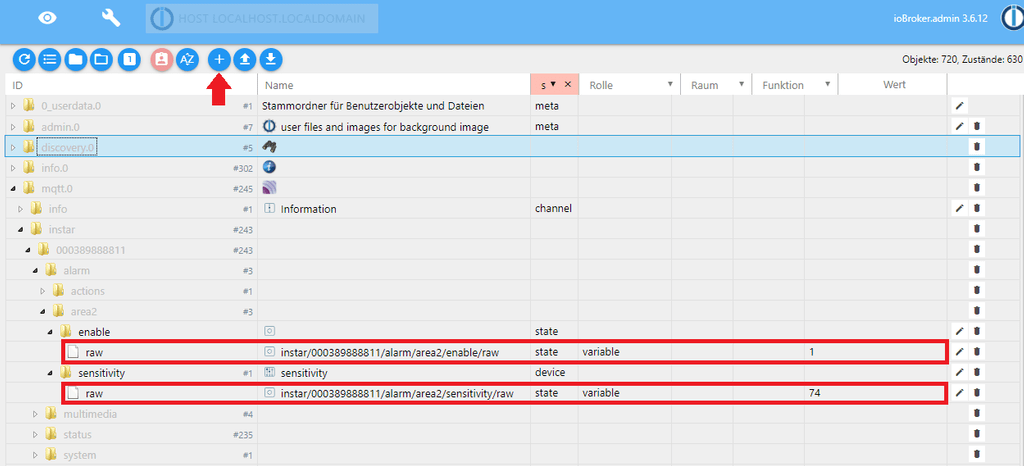 HOST LOCALHOST.LOCALDOMAIN
ioBroker.admin 3.6.12
Objekte: 720, Zustände: 630
ID Name s Rolle Raum Funktion Wert
0_userdata.0 #1 Stammordner für Benutzerobjekte und Dateien meta
admin.0 #7 user files and images for background image meta
discovery.0 #5
info.0 #302
mqtt.0 #245
info #1 Information channel
instar #243
000389888811 #243
alarm #3
actions #1
area2 #3
enable state
raw instar/000389888811/alarm/area2/enable/raw state variable 1
sensitivity #1 sensitivity device
raw instar/000389888811/alarm/area2/sensitivity/raw state variable 74
multimedia #4
status #235
system #1